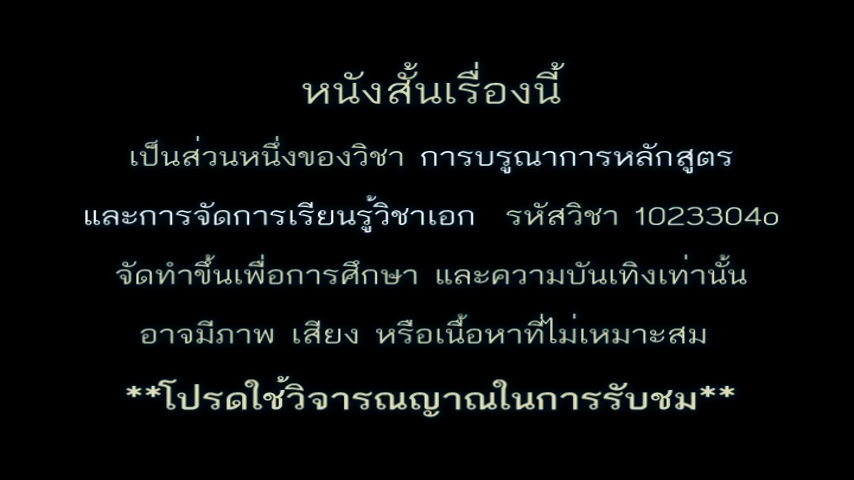 หนังสั้นเรื่องนี้
เป็นส่วนหนึ่งของวิชา การบรูณาการหลักสูตร
และการจัดการเรียนรู้วิชาเอก รหัสวิชา 1023304o
จัดทำขึ้นเพื่อการศึกษา และความบันเทิงเท่านั้น
อาจมีภาพ เสียง หรือเนื้อหาที่ไม่เหมาะสม
**โปรดใช้วิจารณญาณในการรับชม**